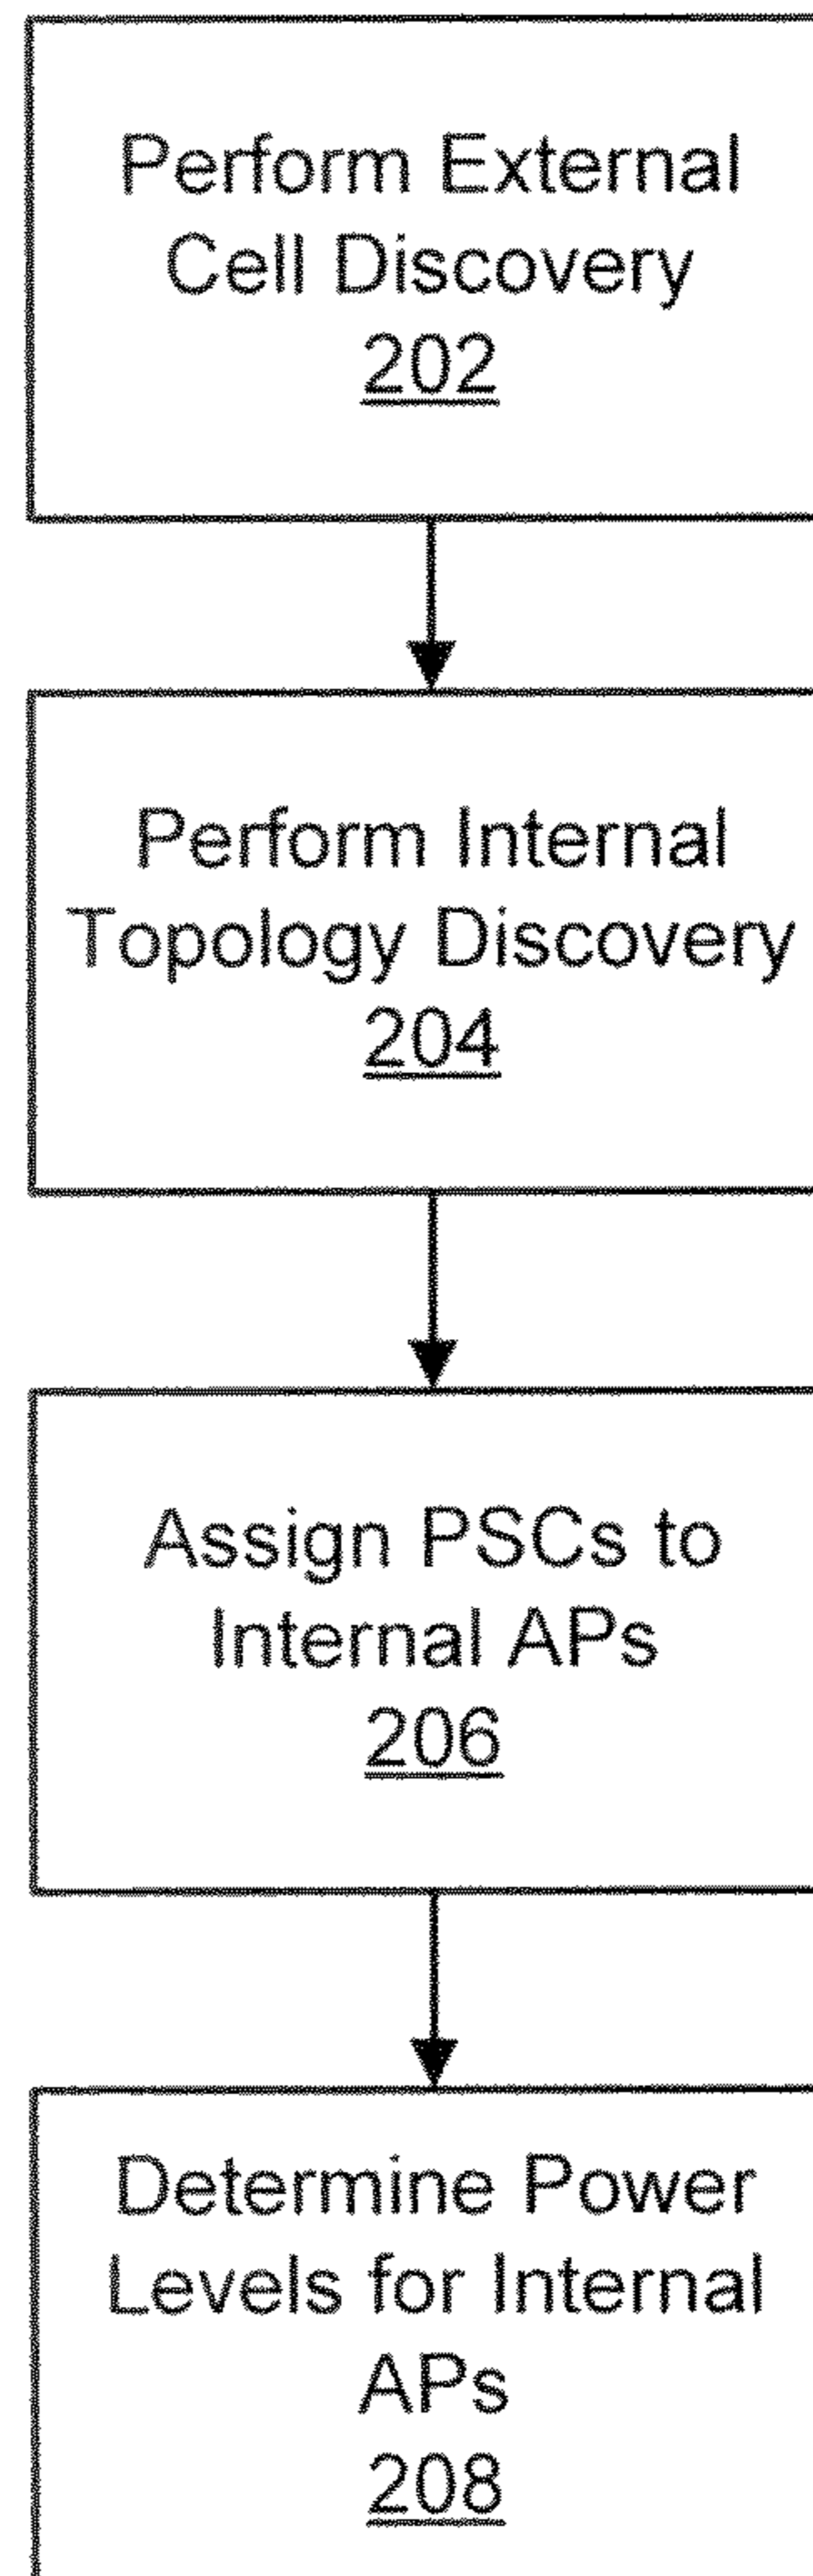 Perform External
Cell Discovery
202
Perform Internal
Topology Discovery
204
Assign PSCs to
Internal APs
206
Determine Power
Levels for Internal
APs
208